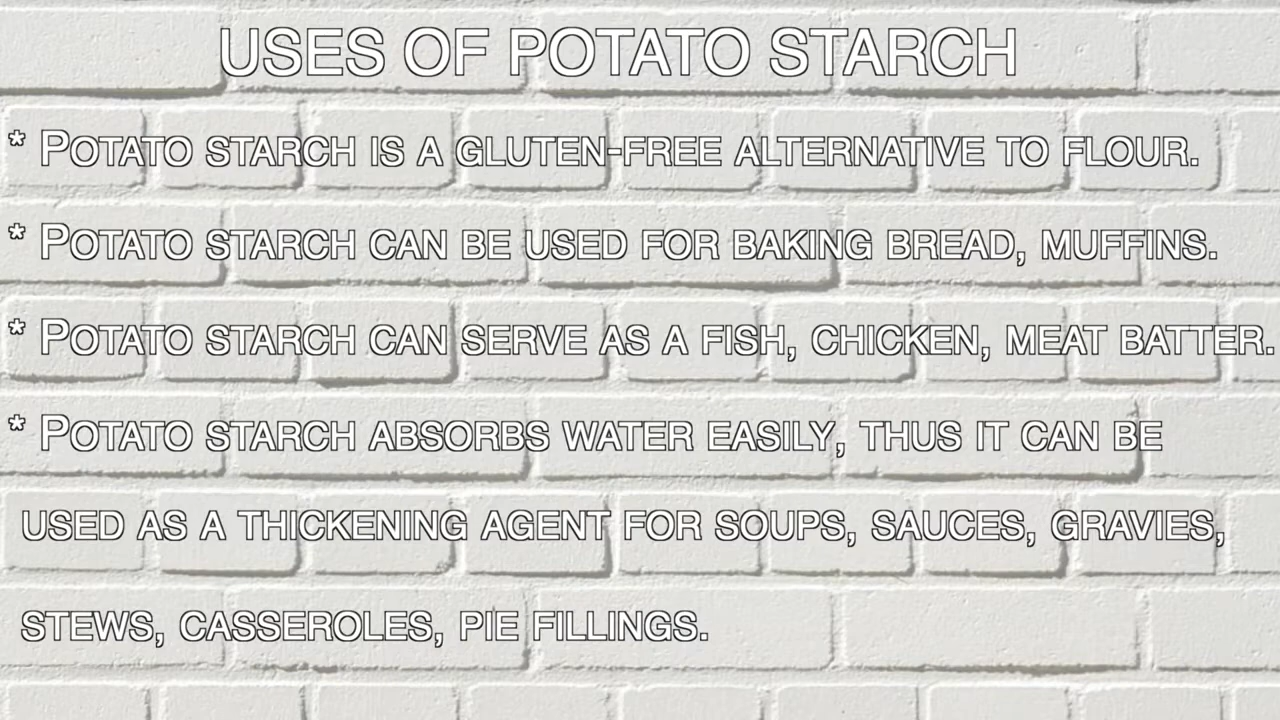 USES OF POTATO STARCH
* POTATO STARCH IS A GLUTEN-FREE ALTERNATIVE TO FLOUR.
* POTATO STARCH CAN BE USED FOR BAKING BREAD, MUFFINS.
* POTATO STARCH CAN SERVE AS A FISH, CHICKEN, MEAT BATTER.
* POTATO STARCH ABSORBS WATER EASILY, THUS IT CAN BE
USED AS A THICKENING AGENT FOR SOUPS, SAUCES, GRAVIES,
STEWS, CASSEROLES, PIE FILLINGS.